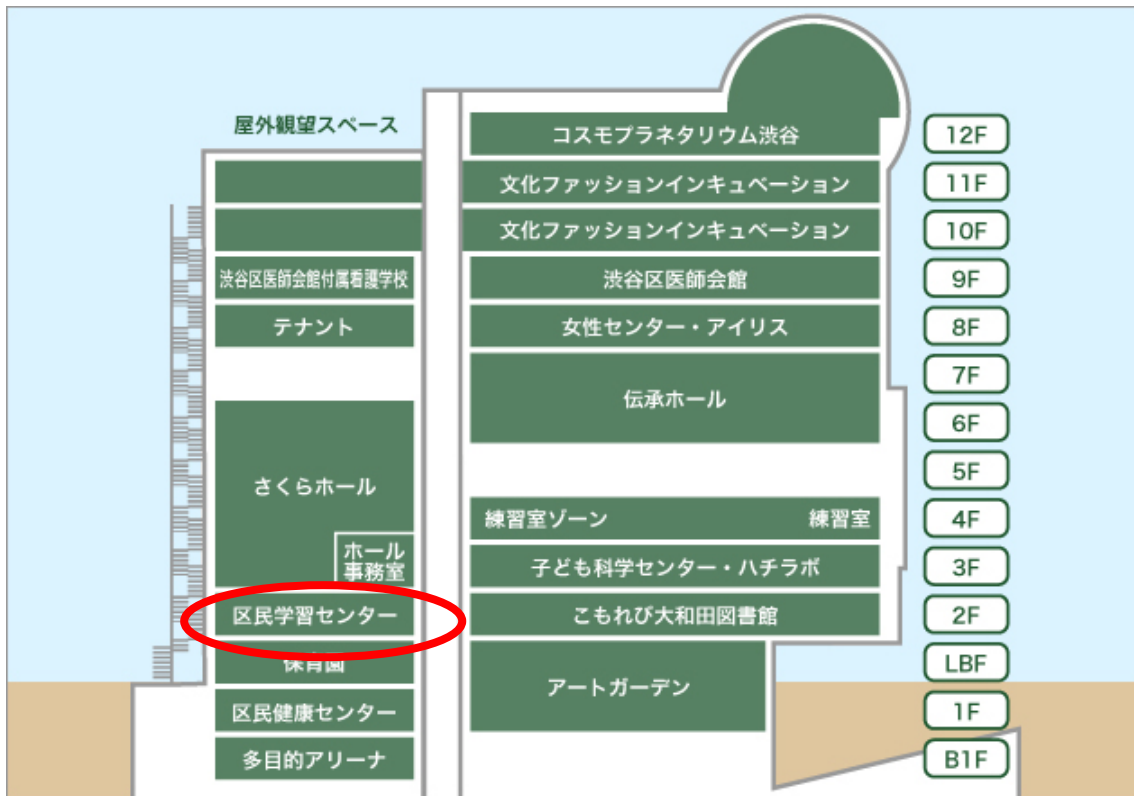 屋外観望スペース
コスモプラネタリウム渋谷
12F
文化ファッションインキュベーション
11F
文化ファッションインキュベーション
10F
渋谷区医師会館付属看護学校
渋谷区医師会館
9F
テナント
女性センター・アイリス
8F
7F
伝承ホール
6F
5F
さくらホール
練習室ゾーン
練習室
4F
ホール
事務室
子ども科学センター・ハチラボ
3F
区民学習センター
こもれび大和田図書館
2F
保育園
LBF
アートガーデン
区民健康センター
1F
多目的アリーナ
B1F